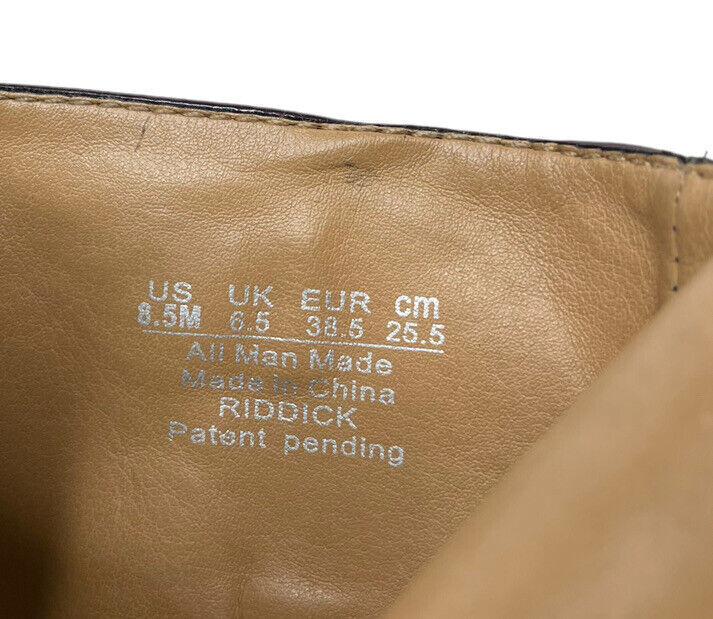 US UK EUR cm
8.5M 6.5 38.5 25.5
All Man Made
Made in China
RIDDICK
Patent pending